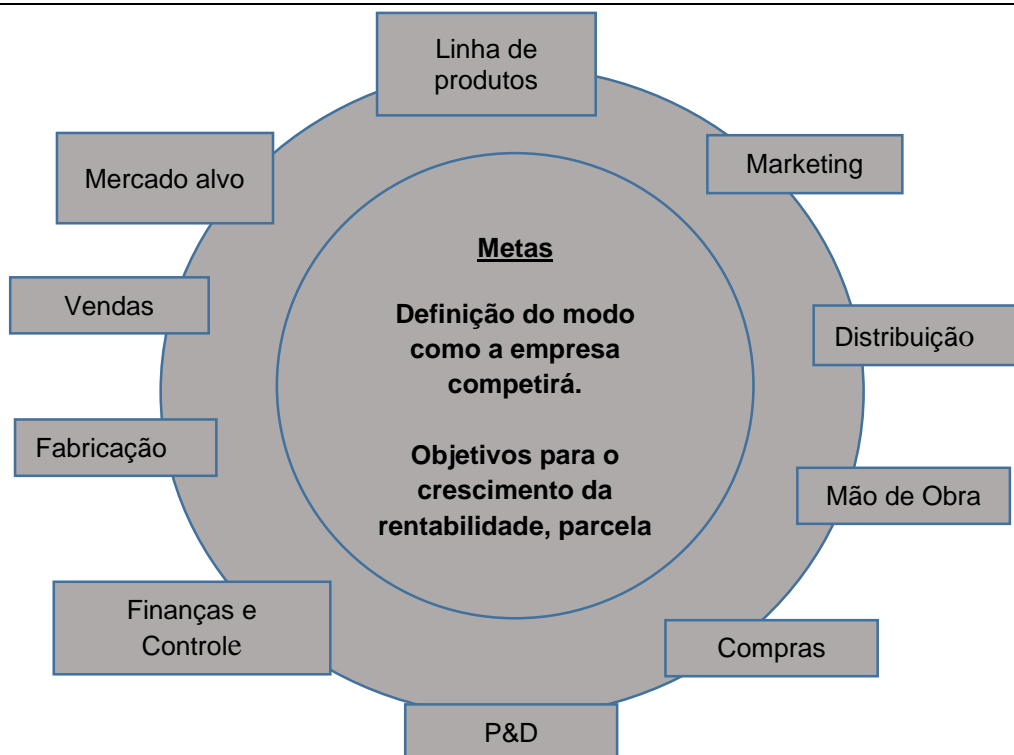 Linha de
produtos
Marketing
Mercado alvo
Metas
Vendas
Definição do modo
como a empresa
competirá.
Distribuição
Fabricação
Objetivos para o
crescimento da
rentabilidade, parcela
Mão de Obra
Finanças e
Controle
Compras
P&D